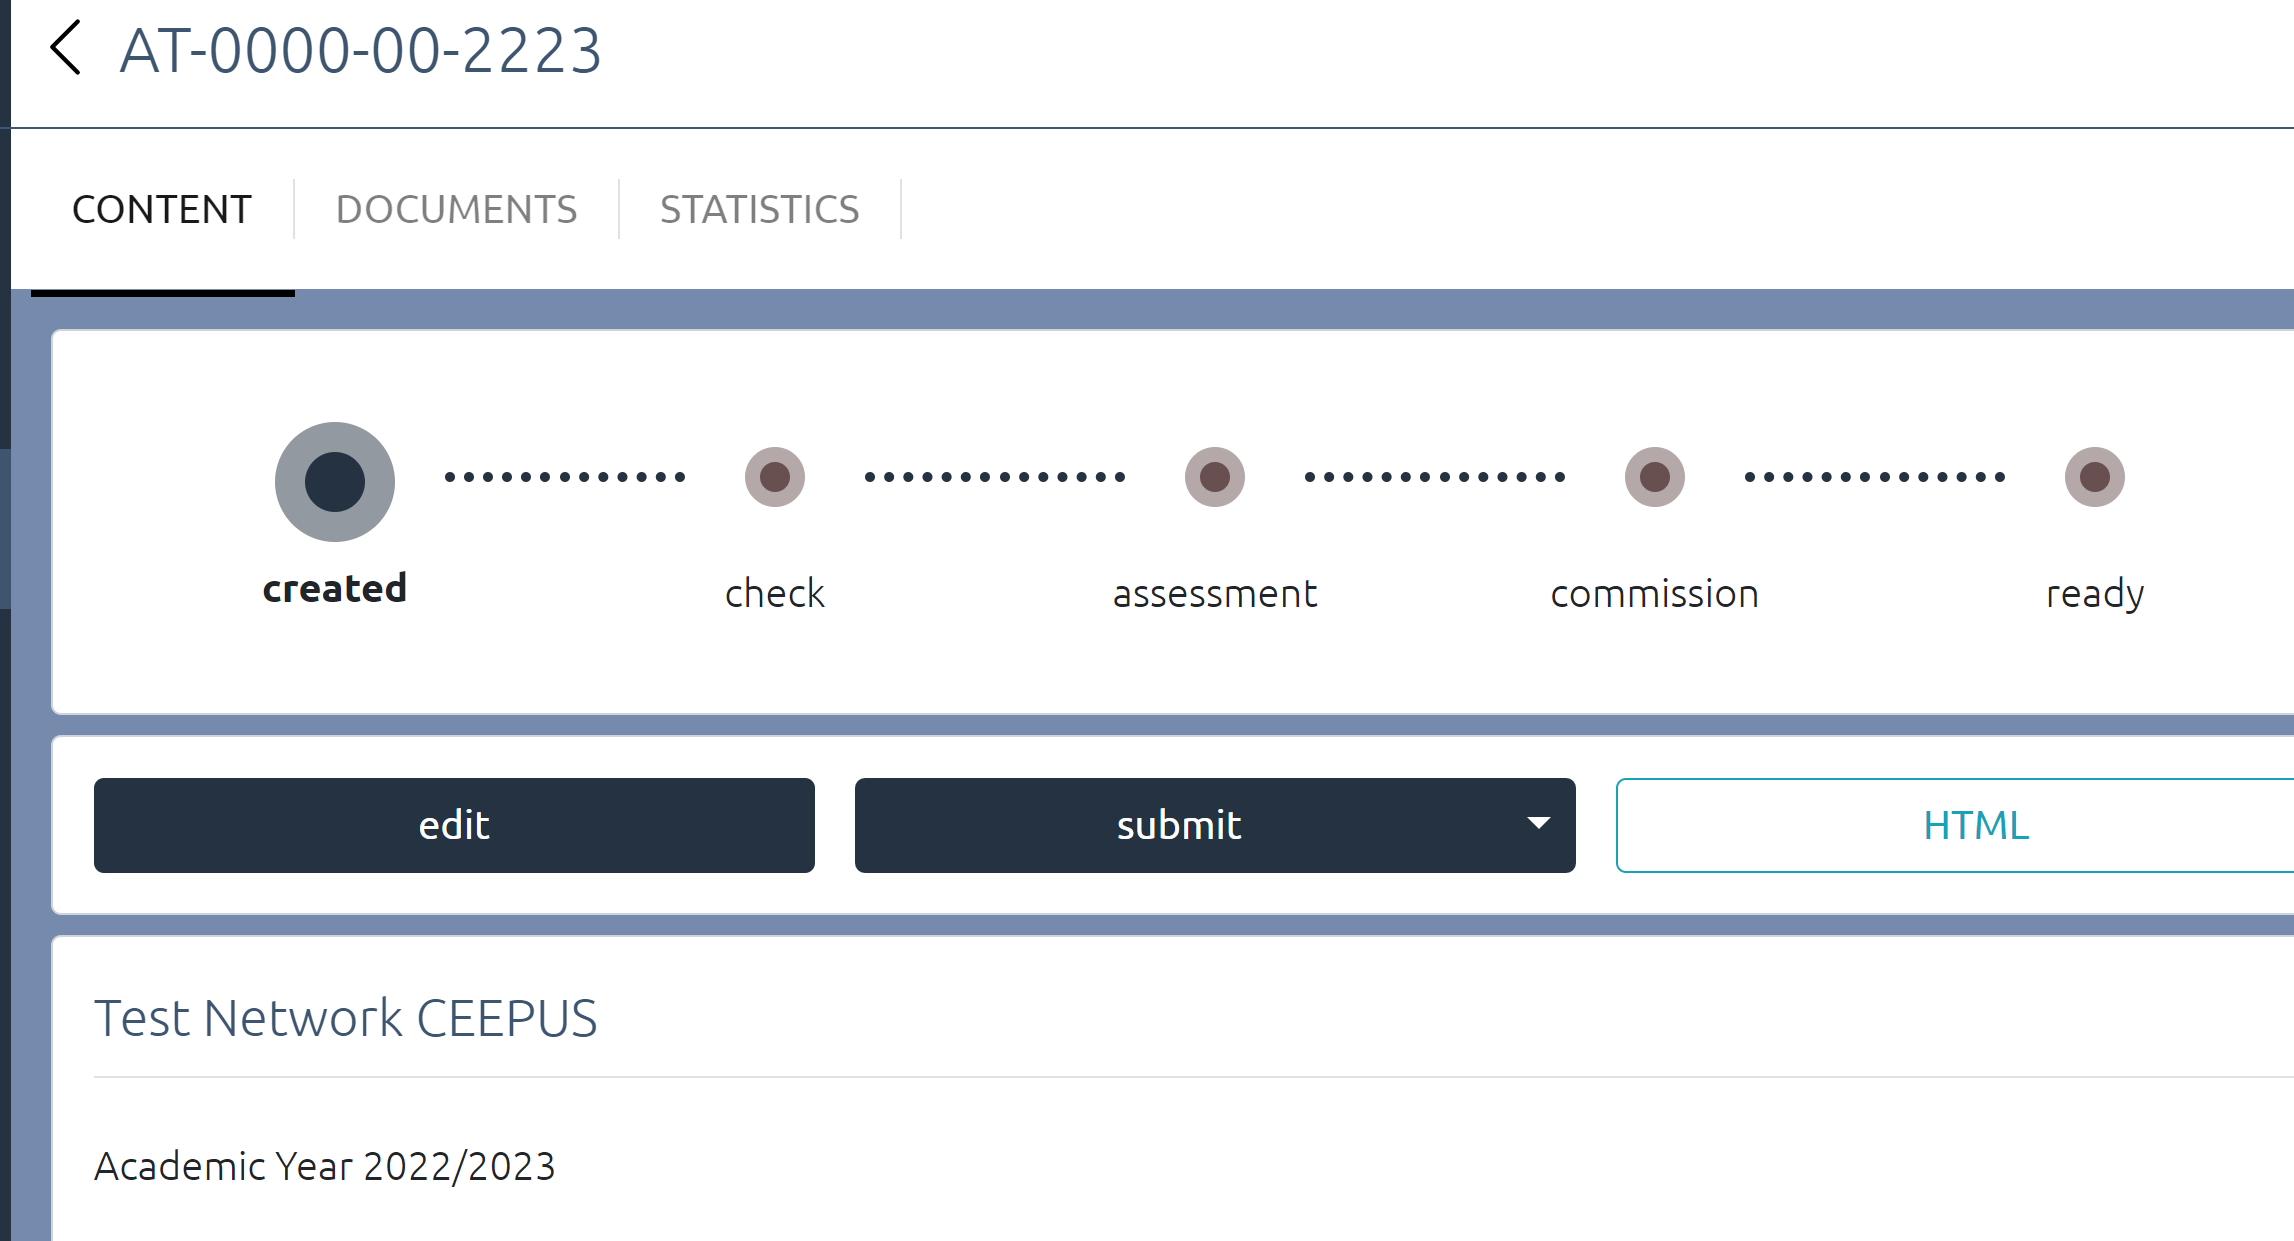 AT-0000-00-2223
CONTENT DOCUMENTS STATISTICS
created check assessment commission ready
edit submit HTML
Test Network CEEPUS
Academic Year 2022/2023